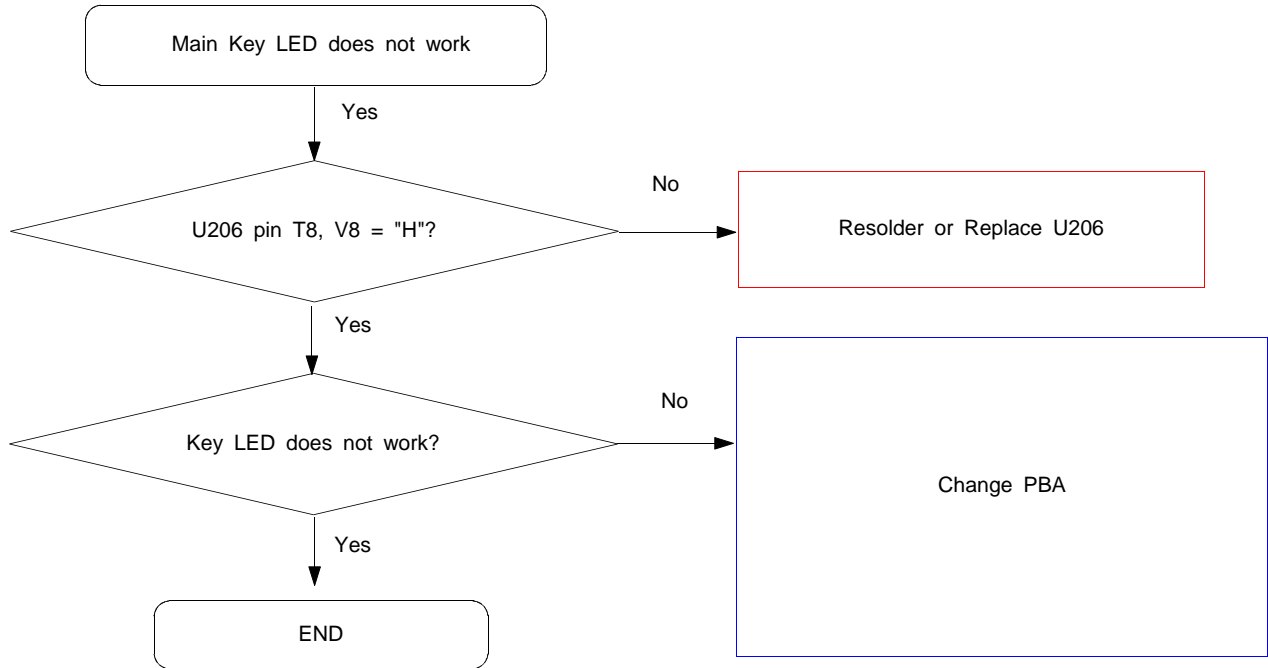 Main Key LED does not work
Yes
U206 pin T8, V8 = "H"?
No
Resolder or Replace U206
Yes
Key LED does not work?
No
Change PBA
Yes
END